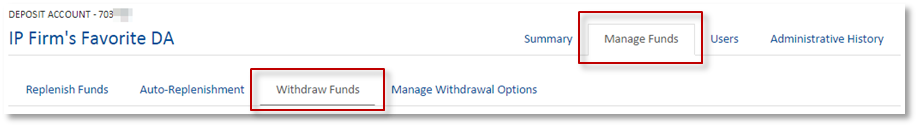 DEPOSIT ACCOUNT - 703
IP Firm's Favorite DA
Summary Manage Funds Users Administrative History
Replenish Funds Auto-Replenishment Withdraw Funds Manage Withdrawal Options